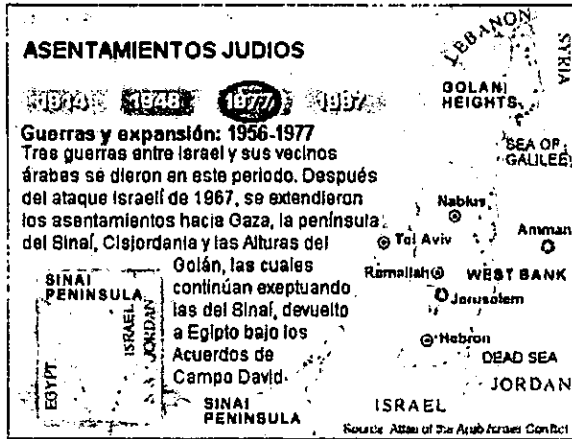 ASENTAMIENTOS JUDIOS
1914 1948 1977 1997
Guerras y expansión: 1956-1977
Tres guerras entre Israel y sus vecinos
árabes se dieron en este periodo. Después
del ataque israelí de 1967, se extendieron
los asentamientos hacia Gaza, la península
del Sinaí, Cisjordania y las Alturas del
Golán, las cuales
continúan exeptuando
las del Sinaí, devuelto
a Egipto bajo los
Acuerdos de
Campo David.
SINAI
PENINSULA
EGYPT
ISRAEL
JORDAN
SINAI
PENINSULA
LEBANON
SYRIA
GOLAN
HEIGHTS
SEA OF
GALILEE
Nablus
Tel Aviv
Amman
Ramallah
WEST BANK
Jerusalem
Hebron
DEAD SEA
JORDAN
ISRAEL
Source: Atlas of the Arab-Israeli Conflict